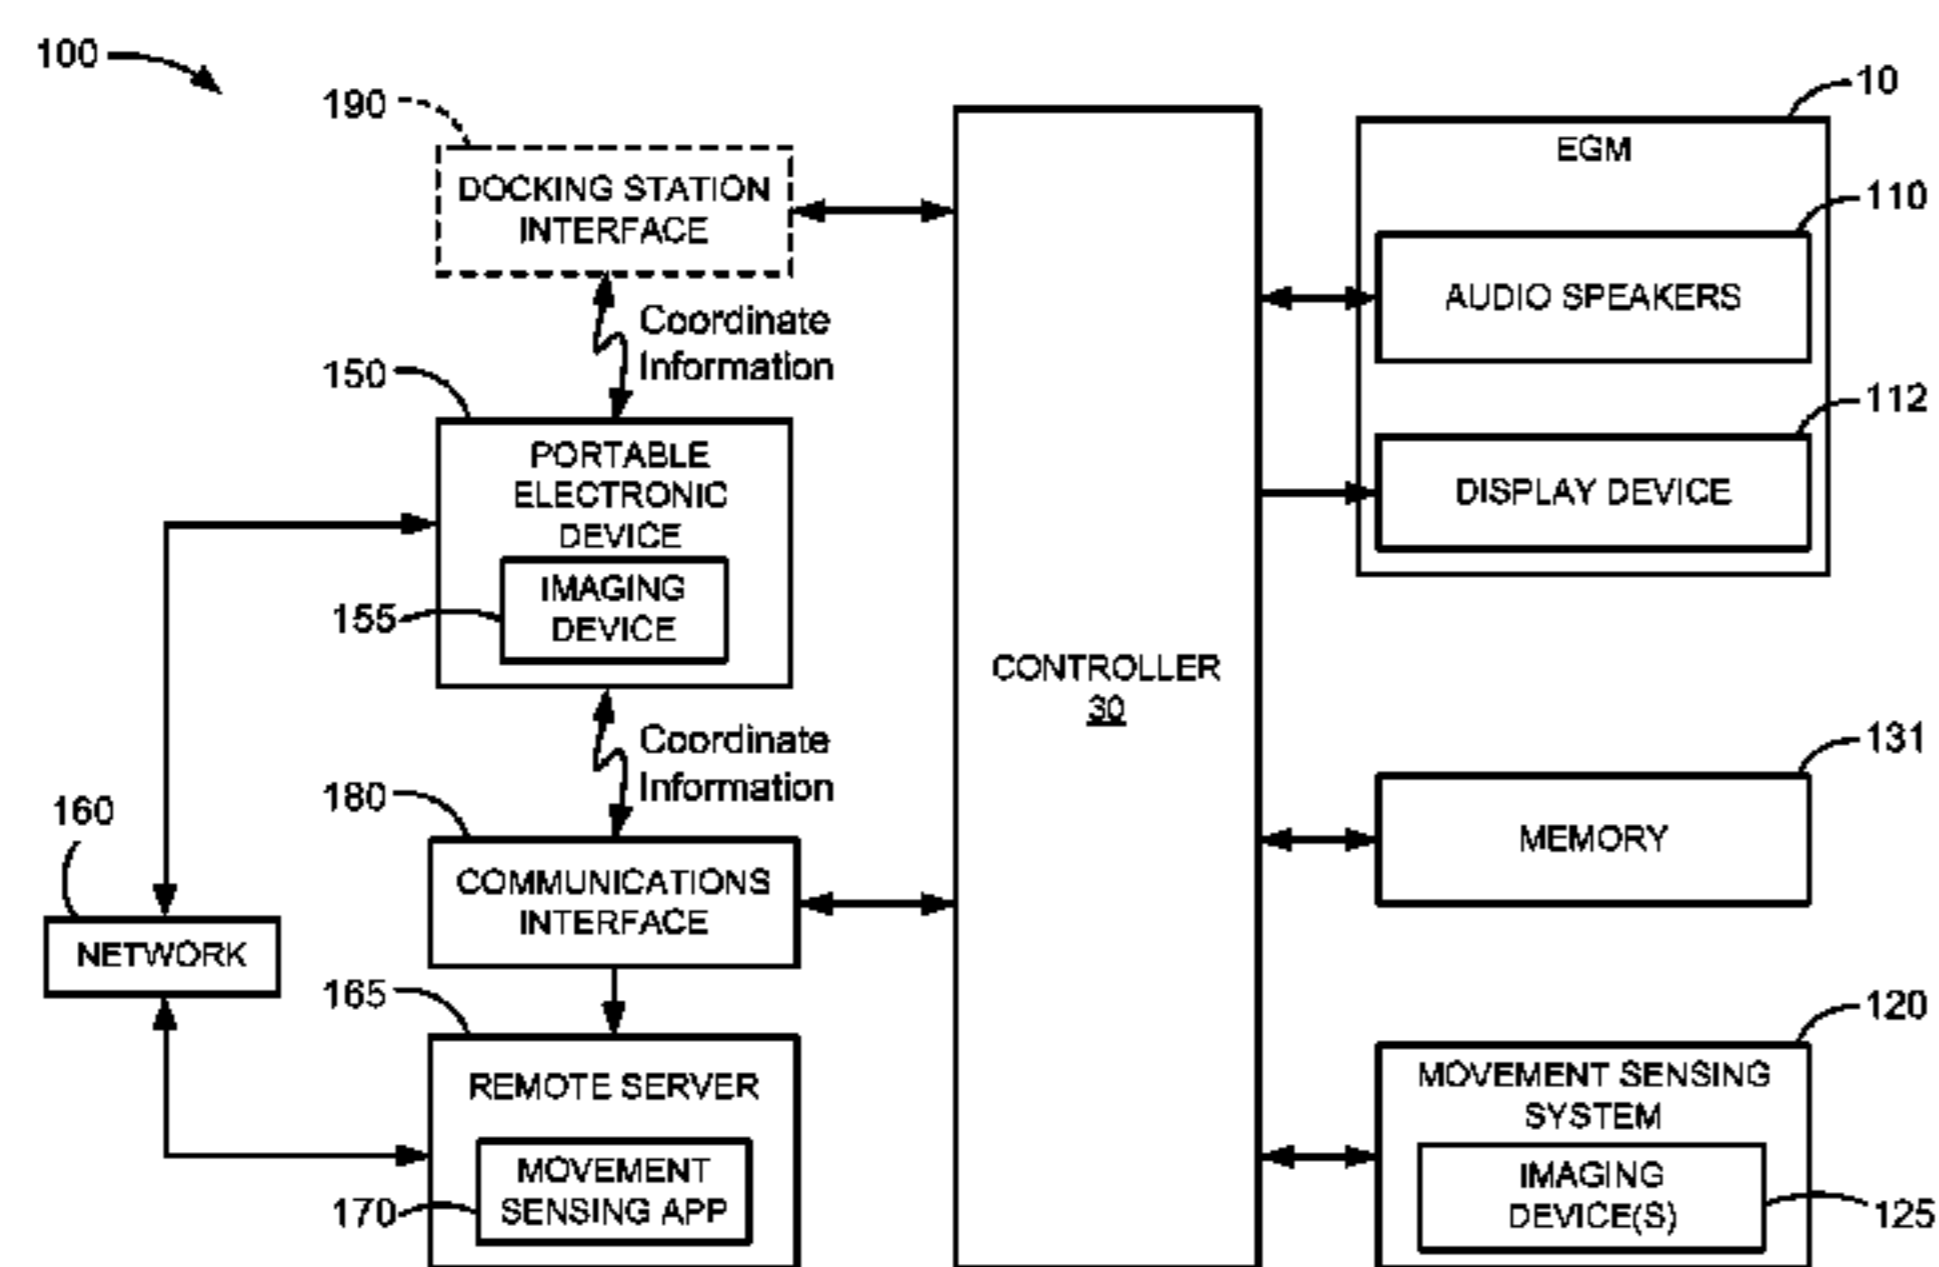 100
190
DOCKING STATION
INTERFACE
Coordinate
Information
150
PORTABLE
ELECTRONIC
DEVICE
155
IMAGING
DEVICE
Coordinate
Information
160
NETWORK
180
COMMUNICATIONS
INTERFACE
165
REMOTE SERVER
170
MOVEMENT
SENSING APP
CONTROLLER
30
10
EGM
110
AUDIO SPEAKERS
112
DISPLAY DEVICE
131
MEMORY
120
MOVEMENT SENSING
SYSTEM
IMAGING
DEVICE(S)
125